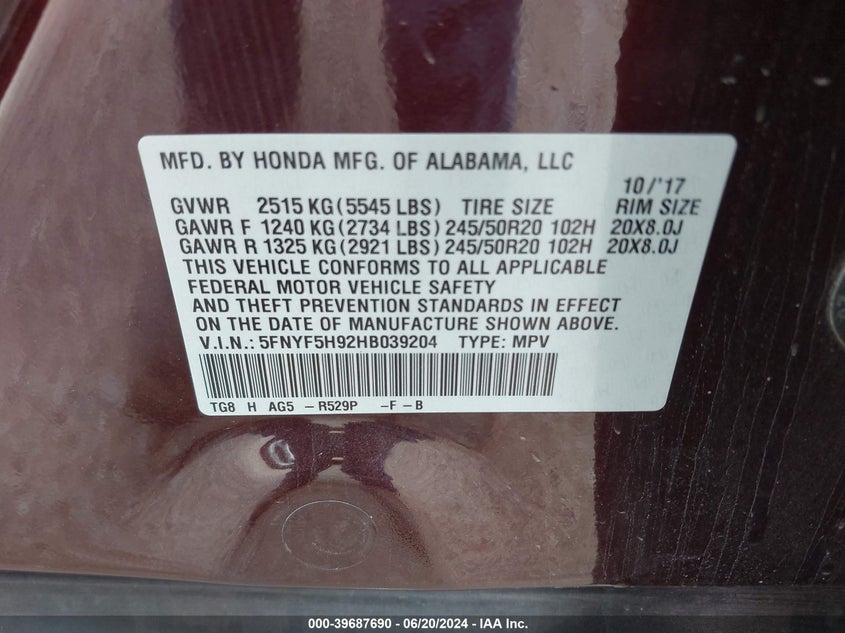 MFD. BY HONDA MFG. OF ALABAMA, LLC
10/'17
GVWR 2515 KG(5545 LBS) TIRE SIZE RIM SIZE
GAWR F 1240 KG(2734 LBS)245/50R20 102H 20X8.0J
GAWR R 1325 KG(2921 LBS)245/50R20 102H 20X8.0J
THIS VEHICLE CONFORMS TO ALL APPLICABLE
FEDERAL MOTOR VEHICLE SAFETY
AND THEFT PREVENTION STANDARDS IN EFFECT
ON THE DATE OF MANUFACTURE SHOWN ABOVE.
V.I.N.: 5FNYF5H92HB039204 TYPE: MPV
TG8 H AG5 -R529P -F-B
000-39687690 - 06/20/2024 - IAA Inc.